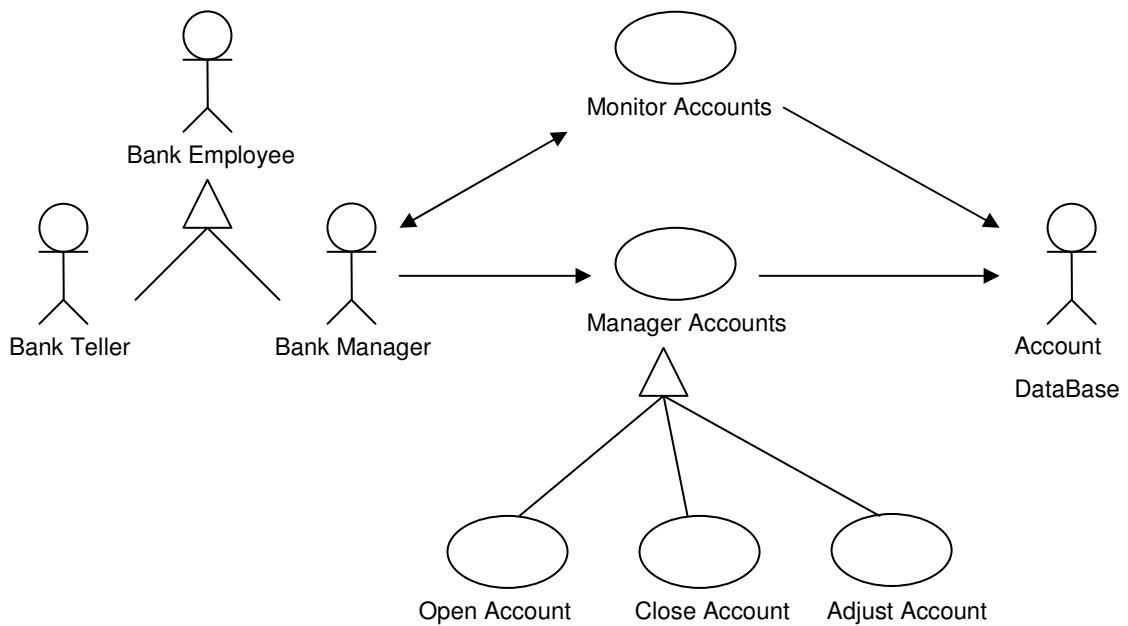 Monitor Accounts
Bank Employee
Manager Accounts
Bank Teller
Bank Manager
Account
DataBase
Open Account
Close Account
Adjust Account